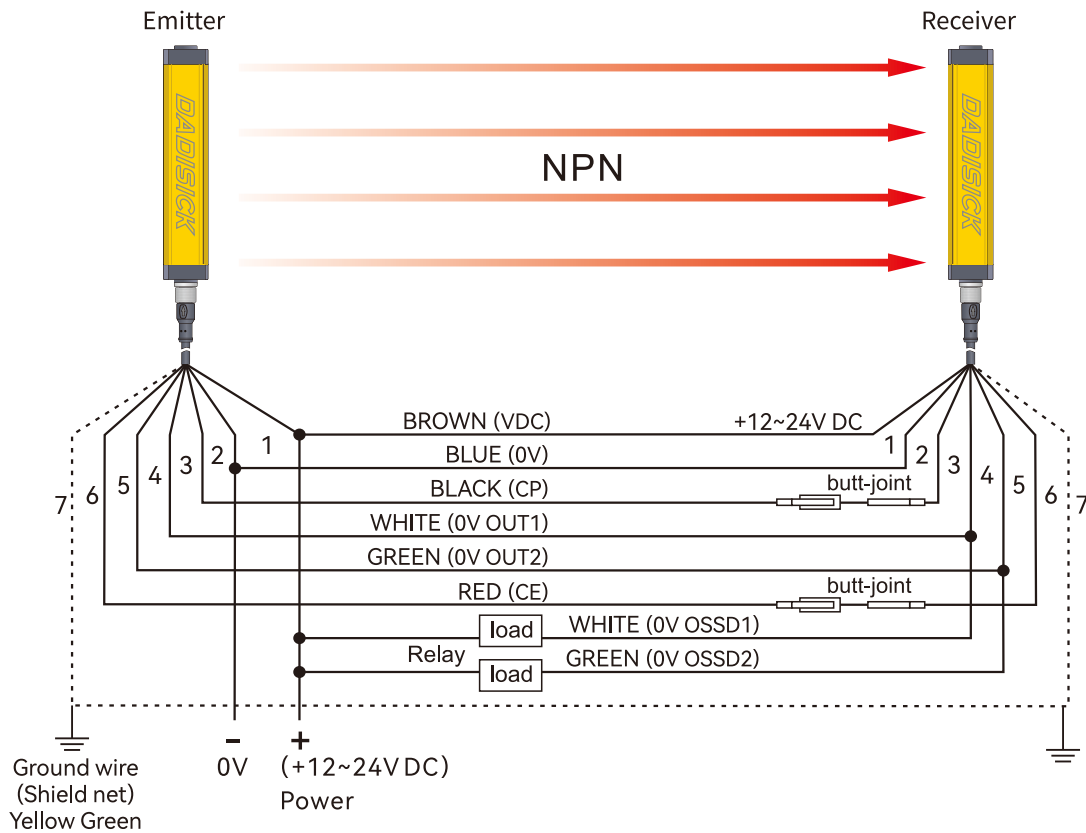 Emitter
Receiver
DADISICK
DADISICK
NPN
BROWN (VDC)
+12~24V DC
1
BLUE (0V)
1
2
BLACK (CP)
butt-joint
2
3
WHITE (0V OUT1)
3
4
GREEN (0V OUT2)
4
5
RED (CE)
butt-joint
5
6
6
7
7
load
WHITE (0V OSSD1)
Relay
load
GREEN (0V OSSD2)
-
+
0V
(+12~24V DC)
Power
Ground wire
(Shield net)
Yellow Green